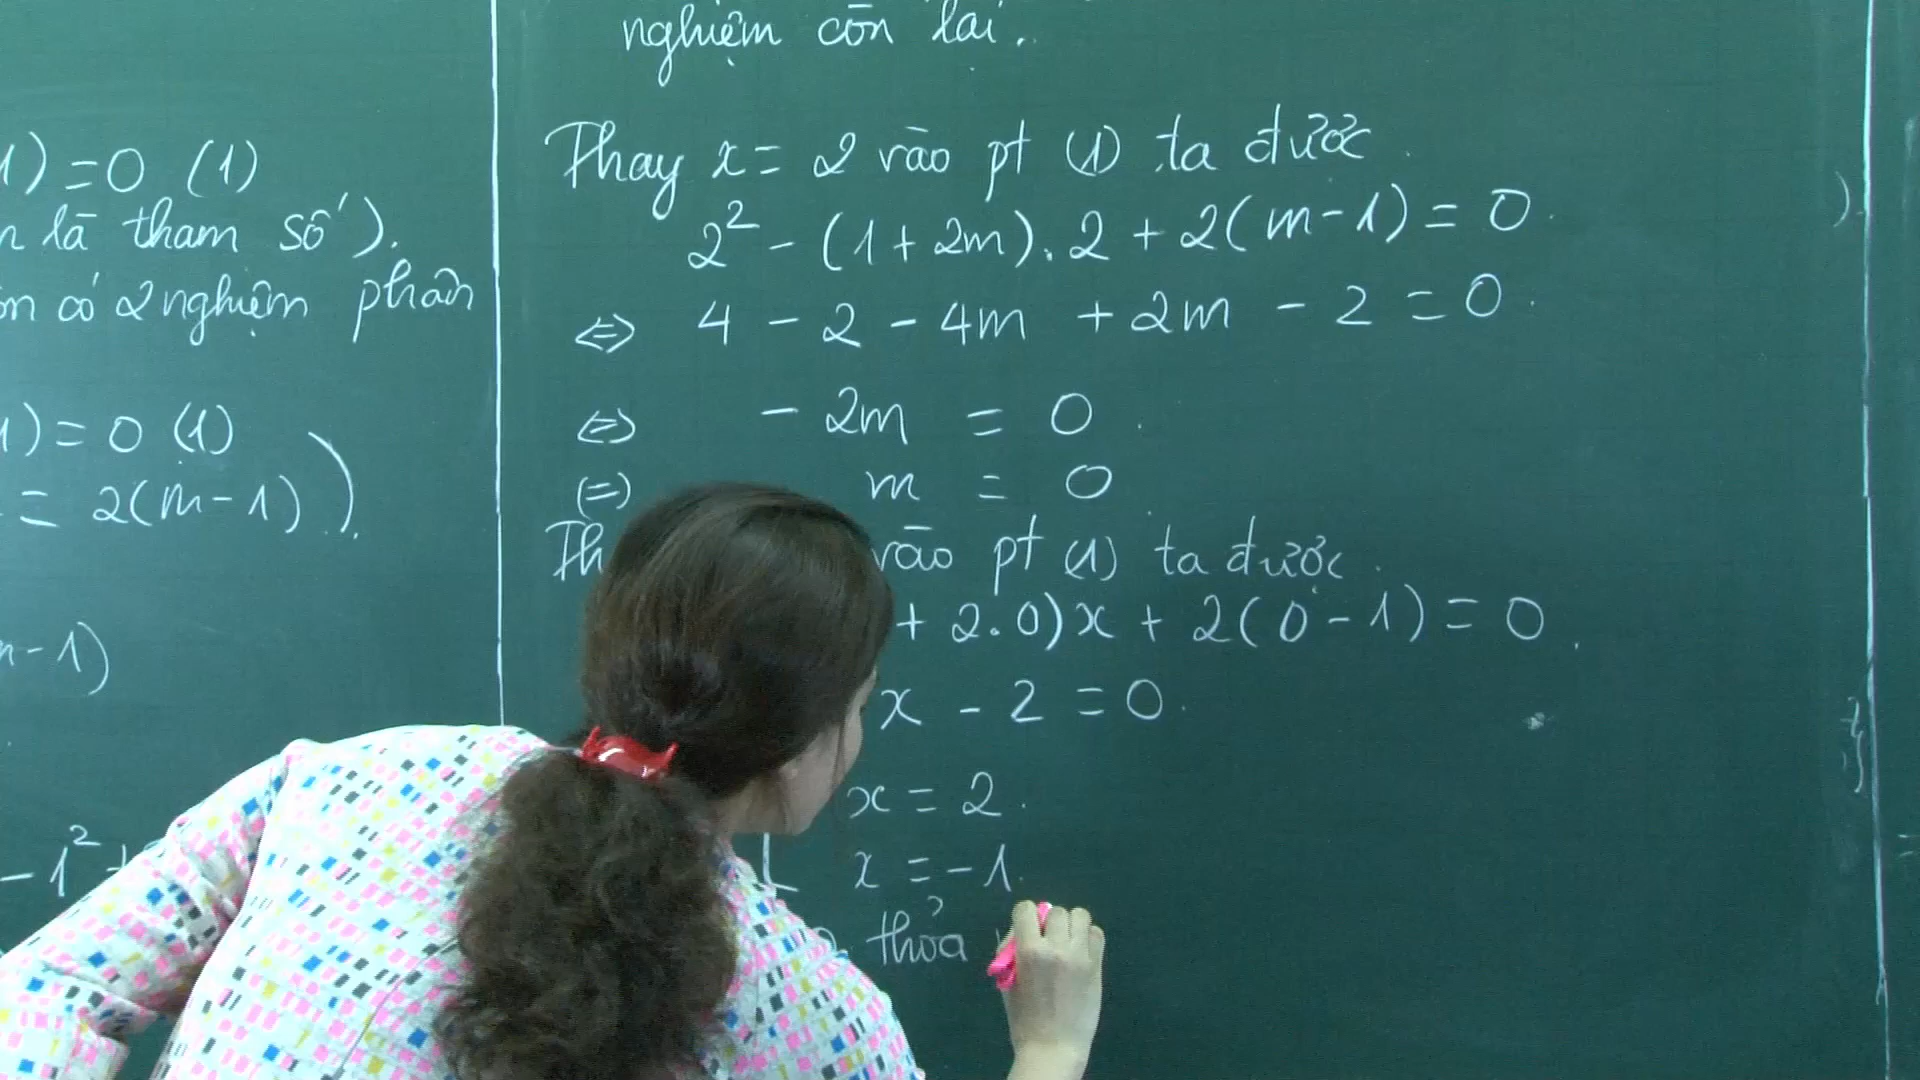 1) = 0 (1)
là tham số).
có 2 nghiệm phân
1) = 0 (1)
= 2(m-1) )
- 1)
- 1²
nghiệm còn lại.
Thay x = 2 vào pt (1) ta được
2² - (1 + 2m).2 + 2(m-1) = 0
⇔ 4 - 2 - 4m + 2m - 2 = 0
⇔ - 2m = 0
(=) m = 0
vào pt (1) ta được
+ 2.0)x + 2(0-1) = 0
x - 2 = 0
x = 2
x = -1
thỏa